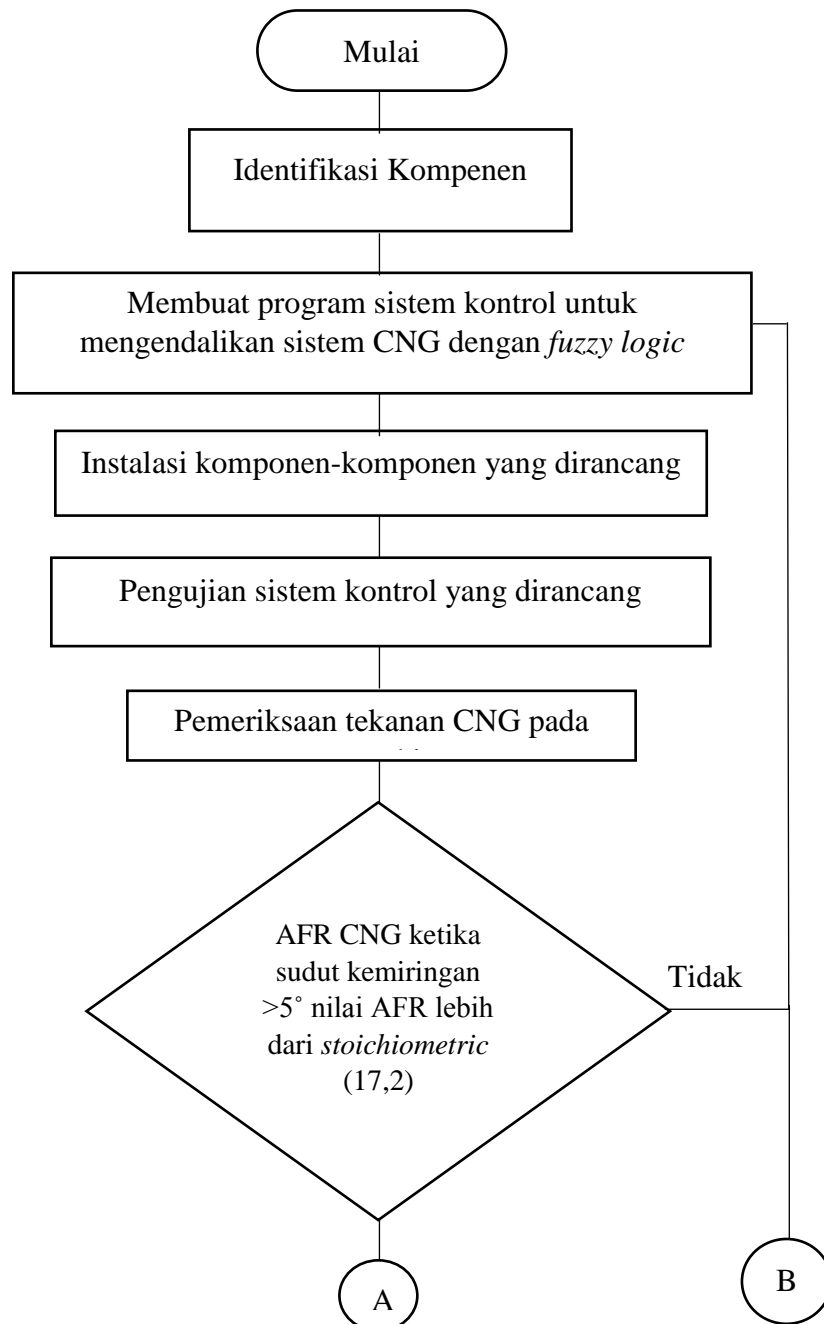 Mulai
Identifikasi Kompenen
Membuat program sistem kontrol untuk
mengendalikan sistem CNG dengan fuzzy logic
Instalasi komponen-komponen yang dirancang
Pengujian sistem kontrol yang dirancang
Pemeriksaan tekanan CNG pada
AFR CNG ketika
sudut kemiringan
>5˚ nilai AFR lebih
dari stoichiometric
(17,2)
Tidak
A
B